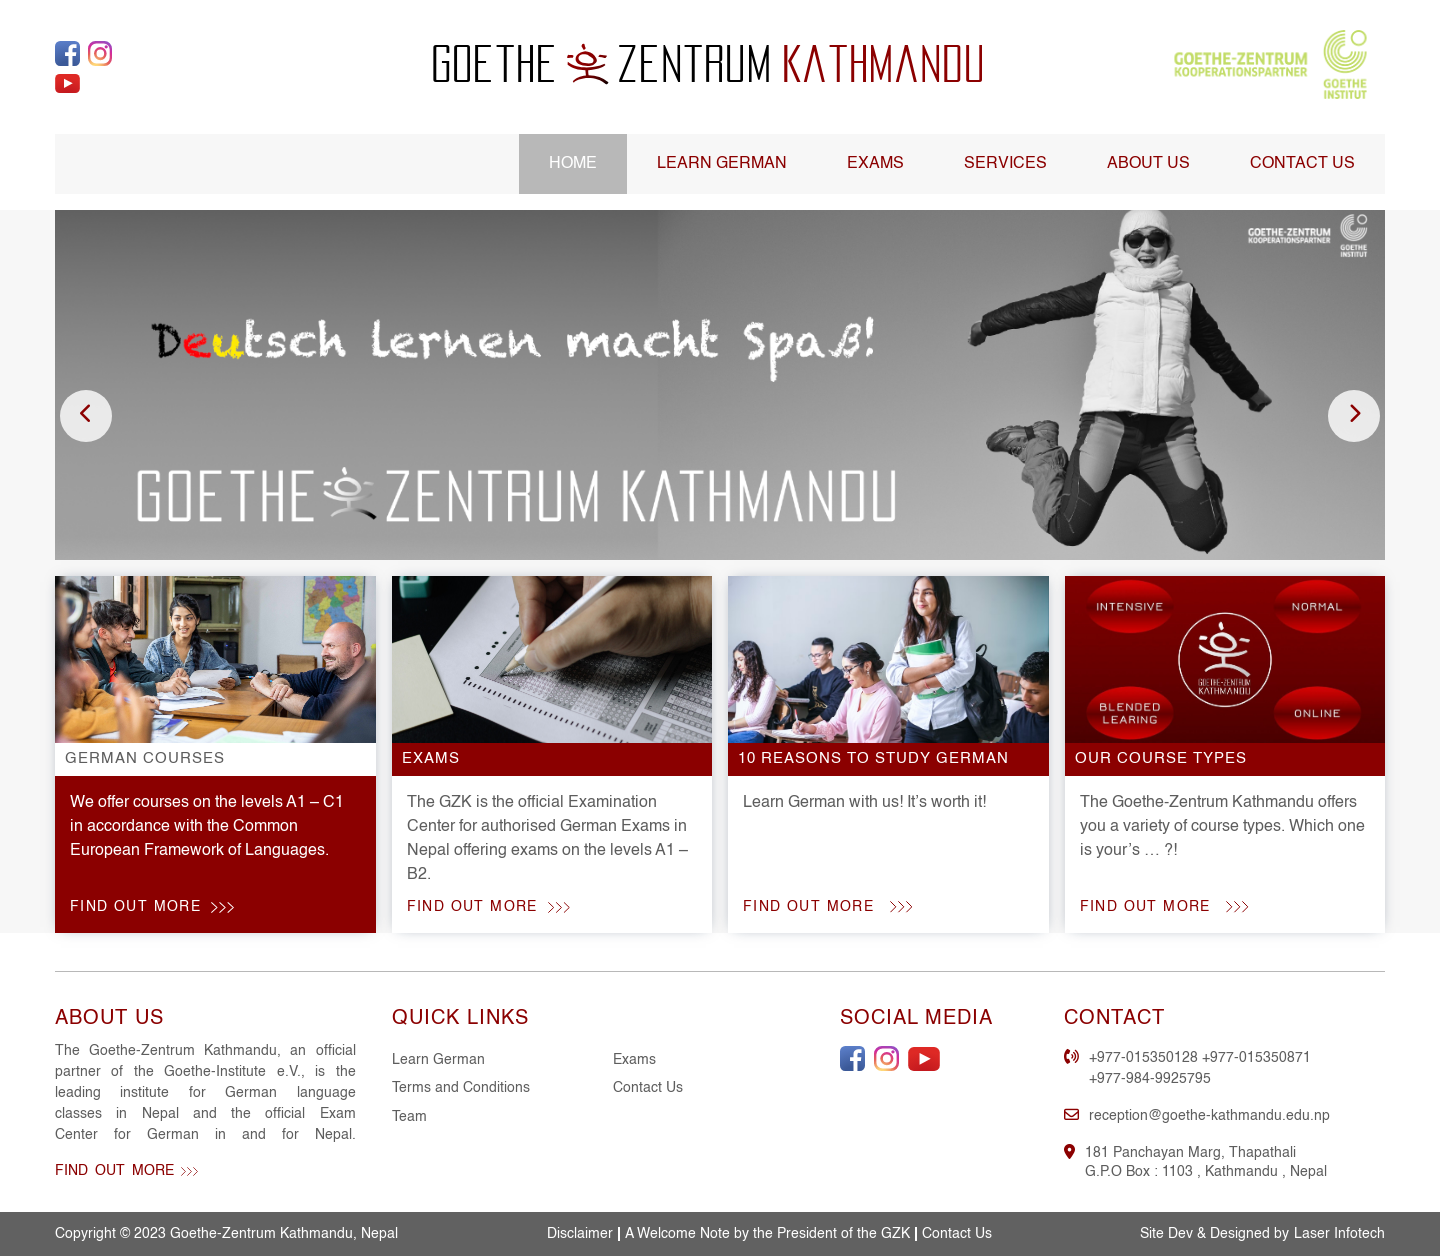 GOETHE ZENTRUM KATHMANDU
GOETHE-ZENTRUM
KOOPERATIONSPARTNER
GOETHE
INSTITUT
HOME LEARN GERMAN EXAMS SERVICES ABOUT US CONTACT US
GOETHE-ZENTRUM
KOOPERATIONSPARTNER
GOETHE
INSTITUT
Deutsch lernen macht Spaß!
GOETHE ZENTRUM KATHMANDU
GERMAN COURSES
We offer courses on the levels A1 – C1
in accordance with the Common
European Framework of Languages.
FIND OUT MORE
EXAMS
The GZK is the official Examination
Center for authorised German Exams in
Nepal offering exams on the levels A1 –
B2.
FIND OUT MORE
10 REASONS TO STUDY GERMAN
Learn German with us! It’s worth it!
FIND OUT MORE
INTENSIVE
NORMAL
GOETHE-ZENTRUM
KATHMANDU
BLENDED
LEARING
ONLINE
OUR COURSE TYPES
The Goethe-Zentrum Kathmandu offers
you a variety of course types. Which one
is your’s … ?!
FIND OUT MORE
ABOUT US
The Goethe-Zentrum Kathmandu, an official
partner of the Goethe-Institute e.V., is the
leading institute for German language
classes in Nepal and the official Exam
Center for German in and for Nepal.
FIND OUT MORE
QUICK LINKS
Learn German
Exams
Terms and Conditions
Contact Us
Team
SOCIAL MEDIA
CONTACT
+977-015350128 +977-015350871
+977-984-9925795
reception@goethe-kathmandu.edu.np
181 Panchayan Marg, Thapathali
G.P.O Box : 1103 , Kathmandu , Nepal
Copyright © 2023 Goethe-Zentrum Kathmandu, Nepal
Disclaimer | A Welcome Note by the President of the GZK | Contact Us
Site Dev & Designed by Laser Infotech